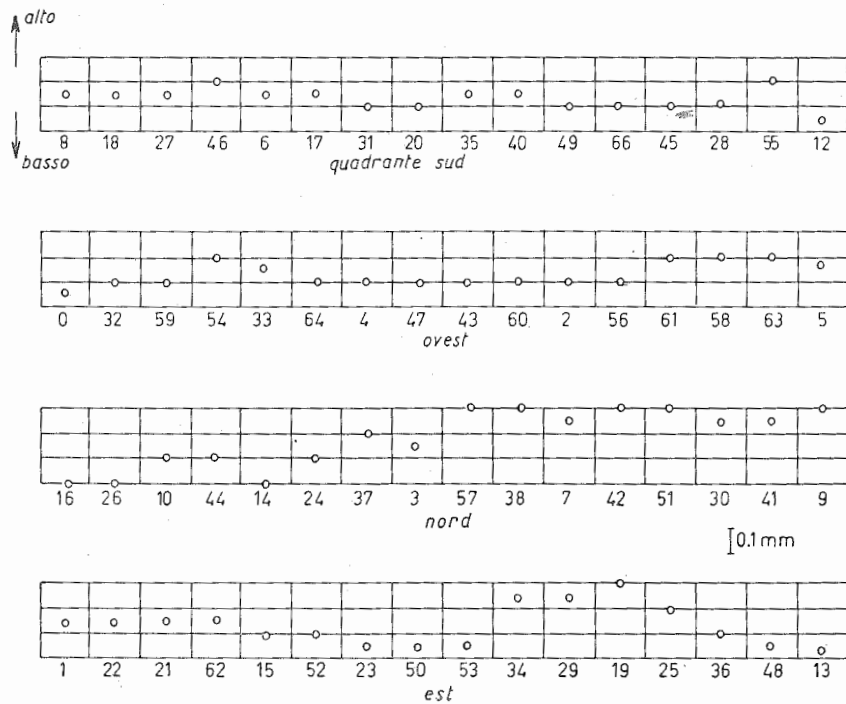 alto
8 18 27 46 6 17 31 20 35 40 49 66 45 28 55 12
basso quadrante sud
0 32 59 54 33 64 4 47 43 60 2 56 61 58 63 5
ovest
16 26 10 44 14 24 37 3 57 38 7 42 51 30 41 9
nord
0.1 mm
1 22 21 62 15 52 23 50 53 34 29 19 25 36 48 13
est